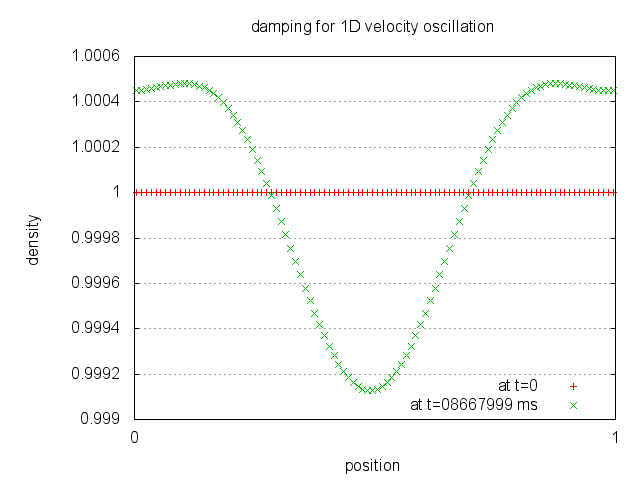 damping for 1D velocity oscillation
1.0006
1.0004
1.0002
1
0.9998
0.9996
0.9994
0.9992
0.999
density
at t=0
at t=08667999 ms
0
1
position